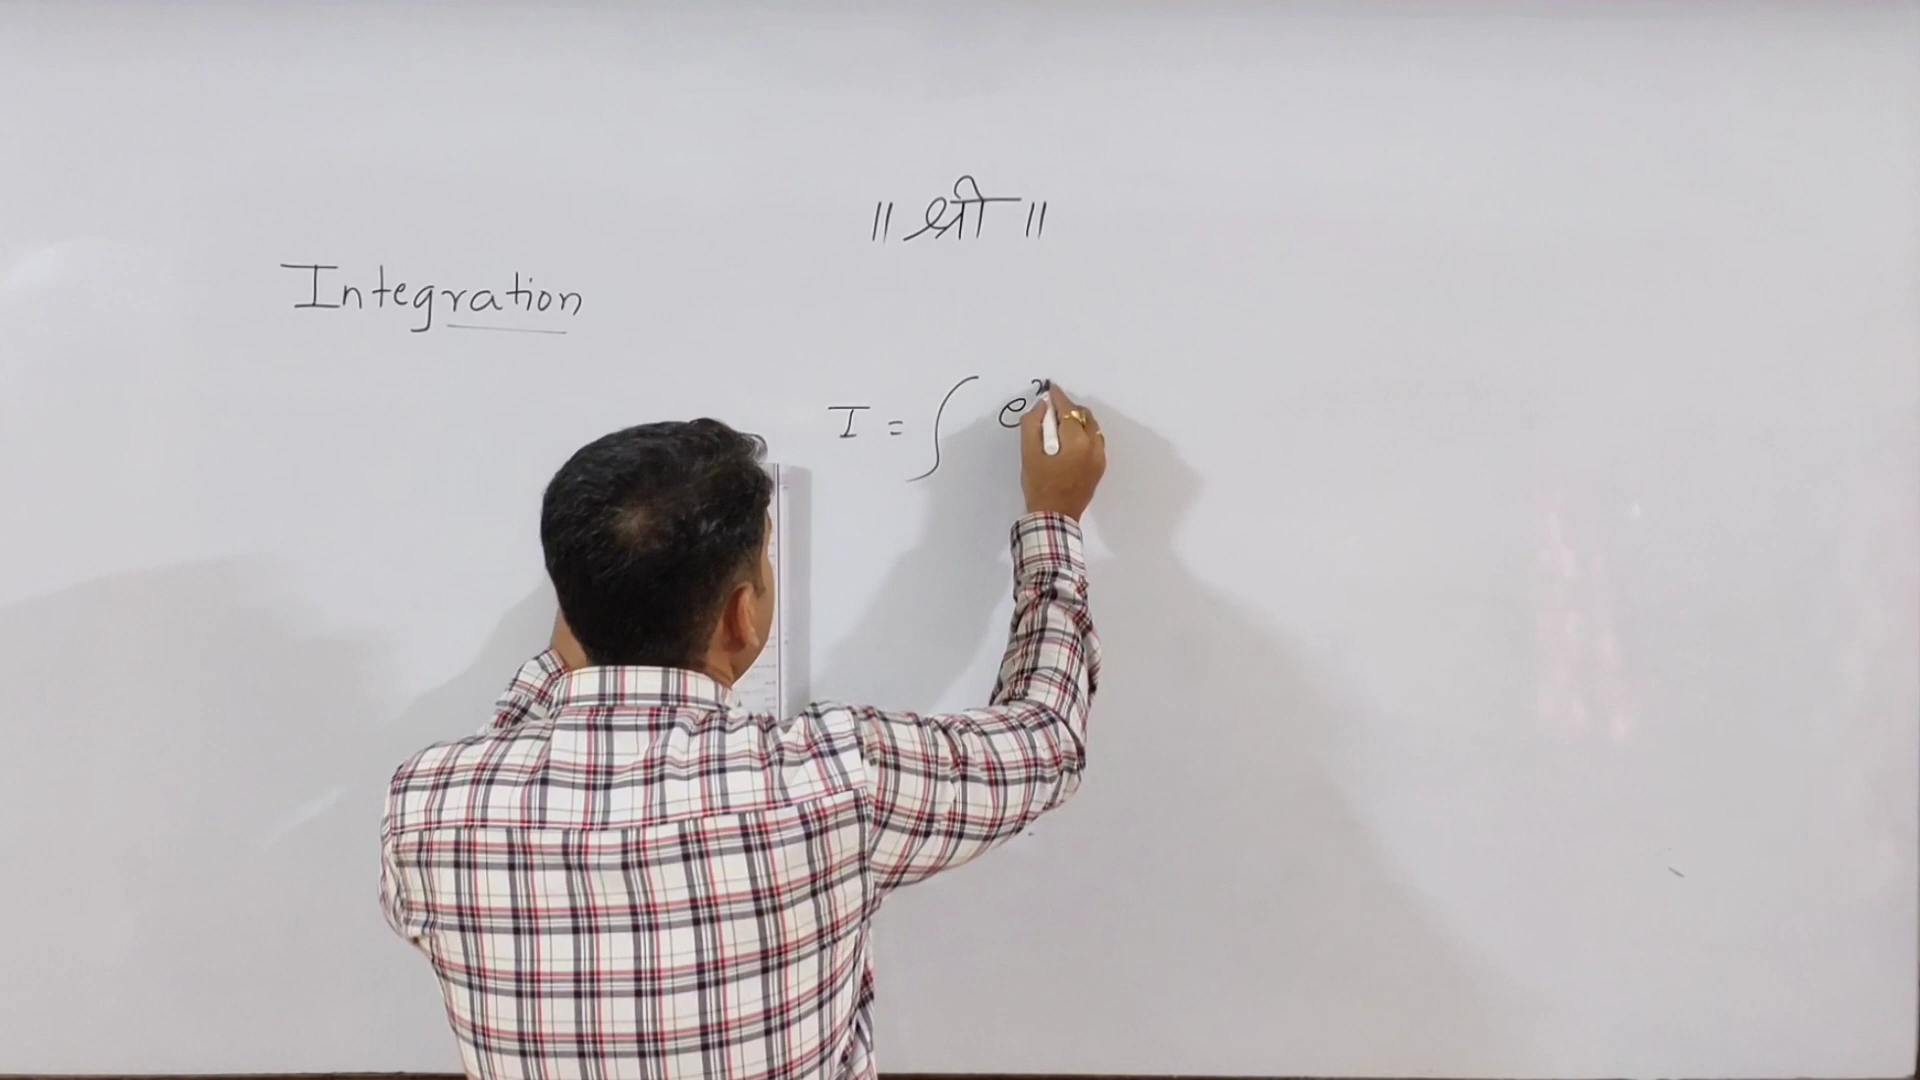 ॥ श्री ॥
Integration
I = ∫ e^x